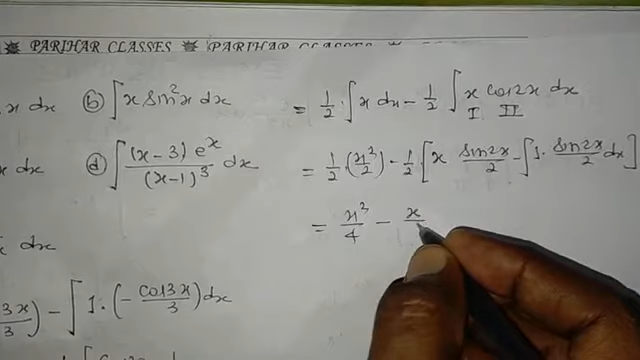 PARIHAR CLASSES PARIHAR CLASSES
x dx (b) ∫x sin²x dx = 1/2 ∫x dx - 1/2 ∫x cos2x dx
I II
dx (d) ∫(x-3)e^x/(x-1)³ dx = 1/2·(x²/2) - 1/2·[x sin2x/2 - ∫1·sin2x/2 dx]
= x²/4 - x
dx
3x/3) - ∫1·(-cos3x/3)dx